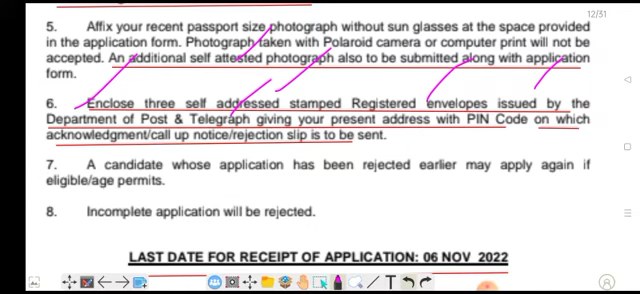 12/31
5. Affix your recent passport size photograph without sun glasses at the space provided
in the application form. Photograph taken with Polaroid camera or computer print will not be
accepted. An additional self attested photograph also to be submitted along with application
form.
6. Enclose three self addressed stamped Registered envelopes issued by the
Department of Post & Telegraph giving your present address with PIN Code on which
acknowledgment/call up notice/rejection slip is to be sent.
7. A candidate whose application has been rejected earlier may apply again if
eligible/age permits.
8. Incomplete application will be rejected.
LAST DATE FOR RECEIPT OF APPLICATION: 06 NOV 2022
T